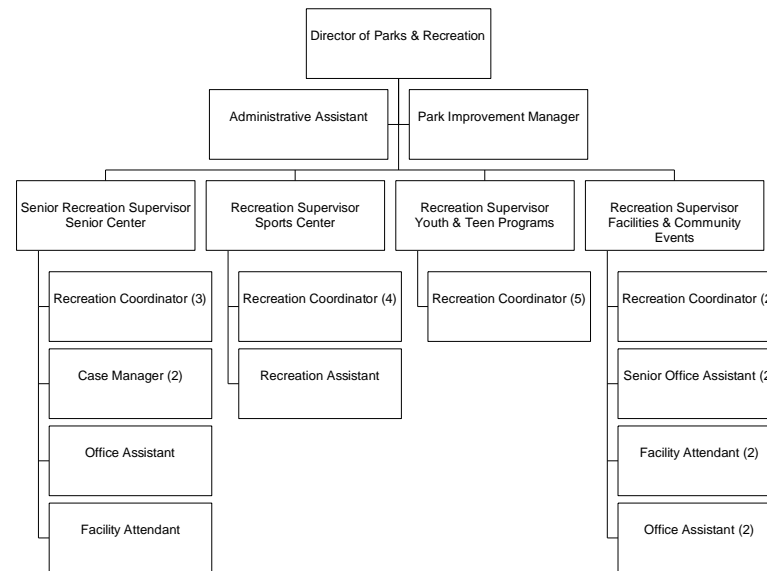 Director of Parks & Recreation
Administrative Assistant
Park Improvement Manager
Senior Recreation Supervisor
Senior Center
Recreation Supervisor
Sports Center
Recreation Supervisor
Youth & Teen Programs
Recreation Supervisor
Facilities & Community
Events
Recreation Coordinator (3)
Recreation Coordinator (4)
Recreation Coordinator (5)
Recreation Coordinator (2
Case Manager (2)
Recreation Assistant
Senior Office Assistant (2
Office Assistant
Facility Attendant (2)
Facility Attendant
Office Assistant (2)